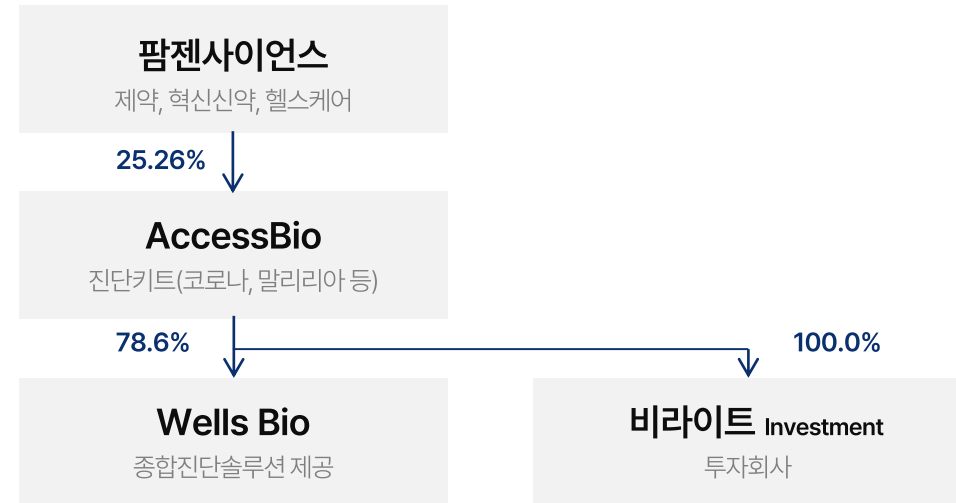 팜젠사이언스
제약, 혁신신약, 헬스케어
25.26%
AccessBio
진단키트(코로나, 말리리아 등)
78.6%
100.0%
Wells Bio
종합진단솔루션 제공
비라이트 Investment
투자회사